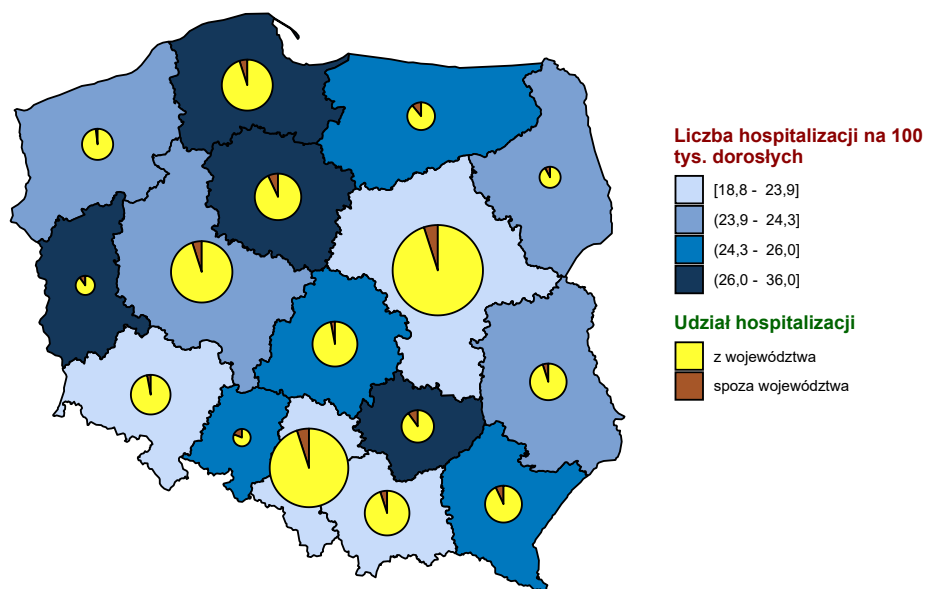 Liczba hospitalizacji na 100
tys. dorosłych
[18,8 - 23,9]
(23,9 - 24,3]
(24,3 - 26,0]
(26,0 - 36,0]
Udział hospitalizacji
z województwa
spoza województwa